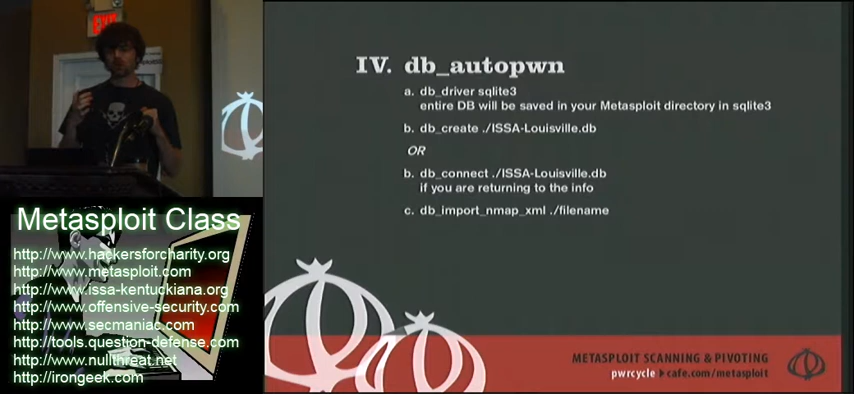 EXIT
IV. db_autopwn
a. db_driver sqlite3
entire DB will be saved in your Metasploit directory in sqlite3
b. db_create ./ISSA-Louisville.db
OR
b. db_connect ./ISSA-Louisville.db
if you are returning to the info
c. db_import_nmap_xml ./filename
METASPLOIT SCANNING & PIVOTING
pwrcycle ▸ cafe.com/metasploit
Metasploit Class
http://www.hackersforcharity.org
http://www.metasploit.com
http://www.issa-kentuckiana.org
http://www.offensive-security.com
http://www.secmaniac.com
http://tools.question-defense.com
http://www.nullthreat.net
http://irongeek.com